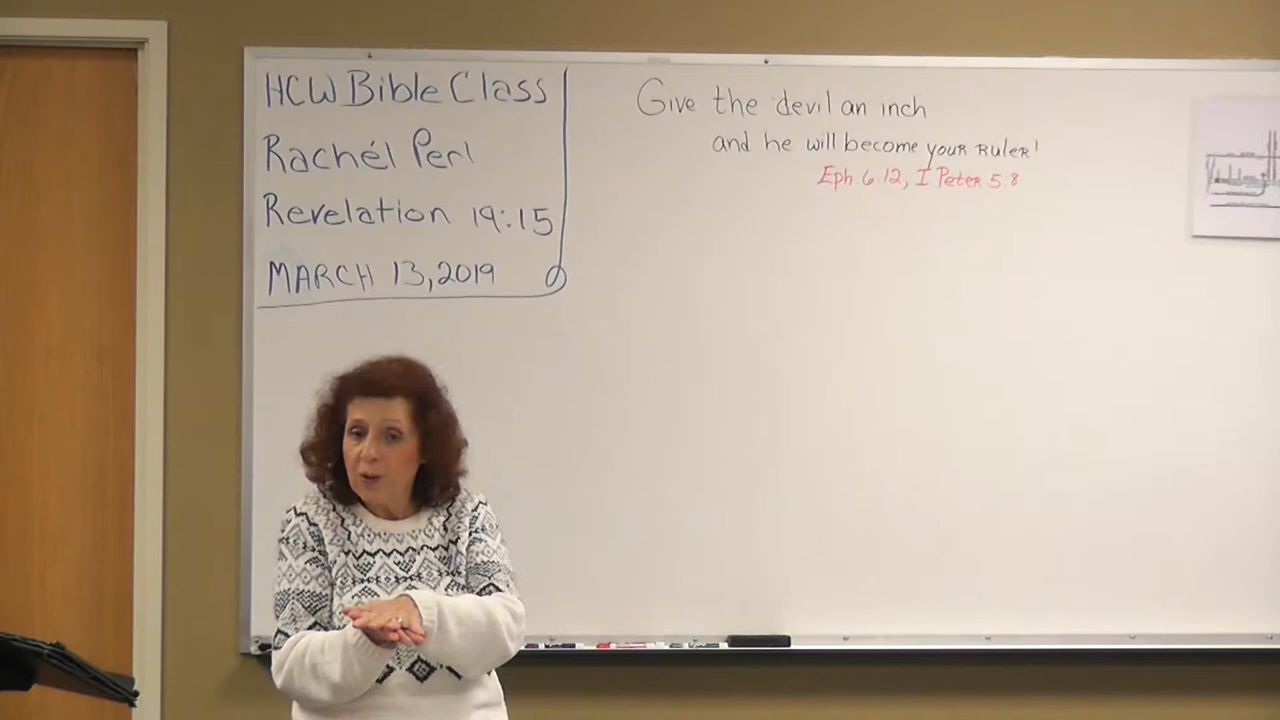 HCW Bible Class
Rachél Perl
Revelation 19:15
MARCH 13, 2019
Give the devil an inch
and he will become your RuleR!
Eph. 6.12, I Peter 5.8